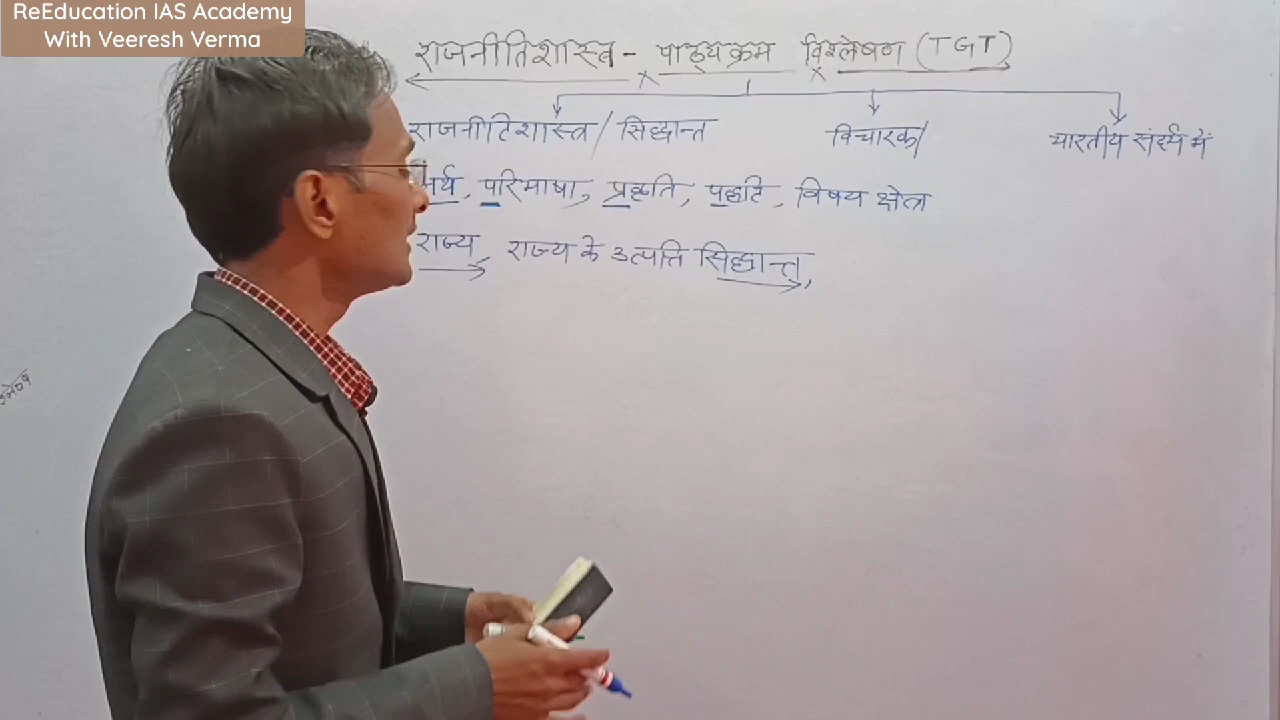 ReEducation IAS Academy
With Veeresh Verma
राजनीतिशास्त्र - पाठ्यक्रम विश्लेषण (TGT)
राजनीतिशास्त्र / सिद्धान्त विचारक / भारतीय संदर्भ में
अर्थ, परिभाषा, प्रकृति, पद्धति, विषय क्षेत्र
राज्य, राज्य के उत्पति सिद्धान्त,